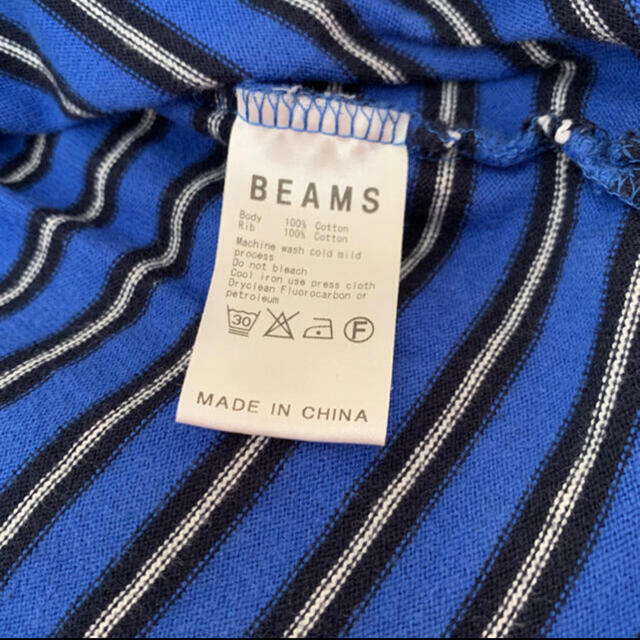 BEAMS
Body 100% Cotton
Rib 100% Cotton
Machine wash cold mild
process
Do not bleach
Cool iron use press cloth
Dryclean Fluorocarbon or
petroleum
30 F
MADE IN CHINA